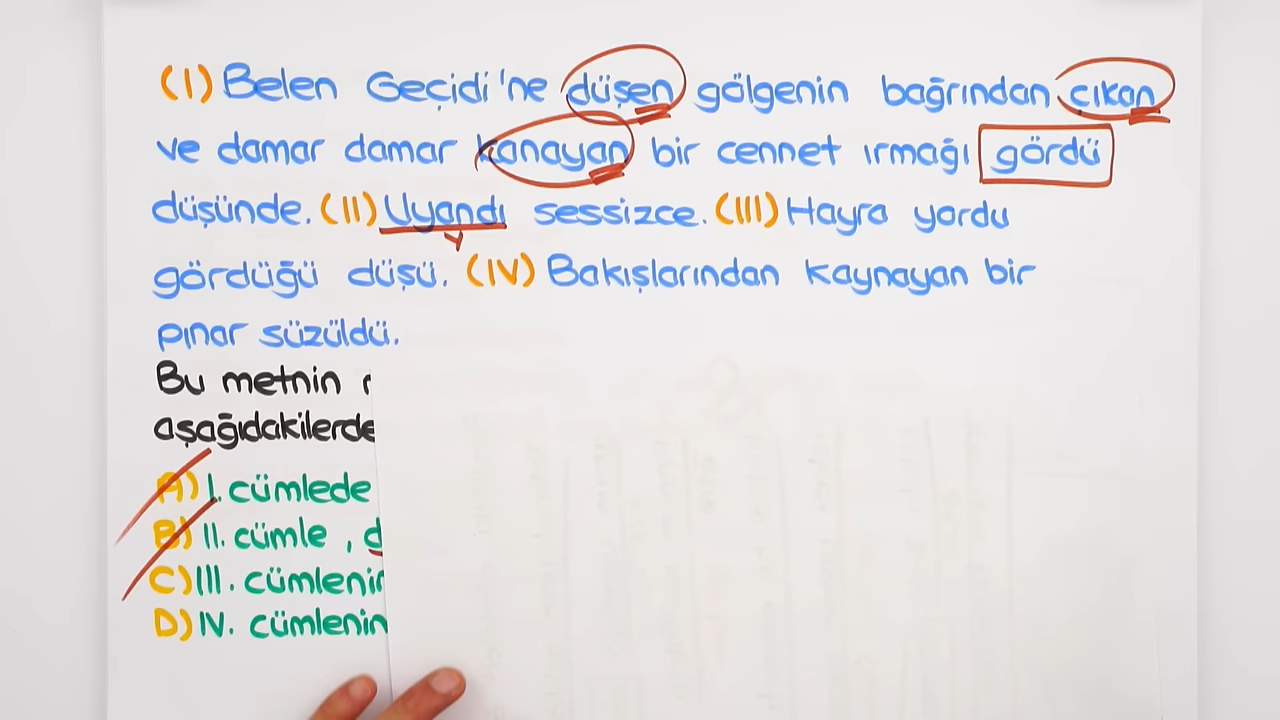 (I) Belen Geçidi'ne düşen gölgenin bağrından çıkan
ve damar damar kanayan bir cennet ırmağı gördü
düşünde. (II) Uyandı sessizce. (III) Hayra yordu
gördüğü düşü. (IV) Bakışlarından kaynayan bir
pınar süzüldü.
Bu metnin
aşağıdakilerde
A) I. cümlede
B) II. cümle , d
C) III. cümlenin
D) IV. cümlenin